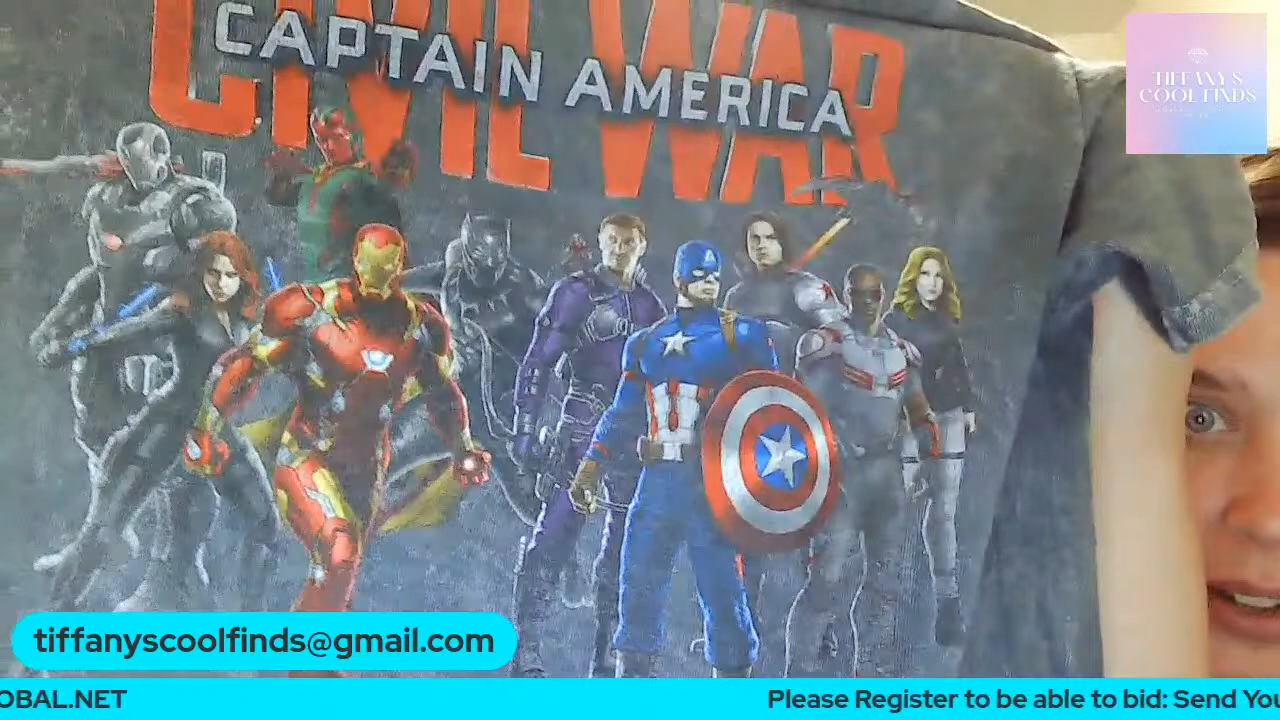 CIVIL WAR
CAPTAIN AMERICA
TIFFANY'S
COOL FINDS
tiffanyscoolfinds@gmail.com
OBAL.NET
Please Register to be able to bid: Send You